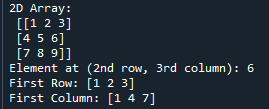 2D Array:
[[1 2 3]
[4 5 6]
[7 8 9]]
Element at (2nd row, 3rd column): 6
First Row: [1 2 3]
First Column: [1 4 7]